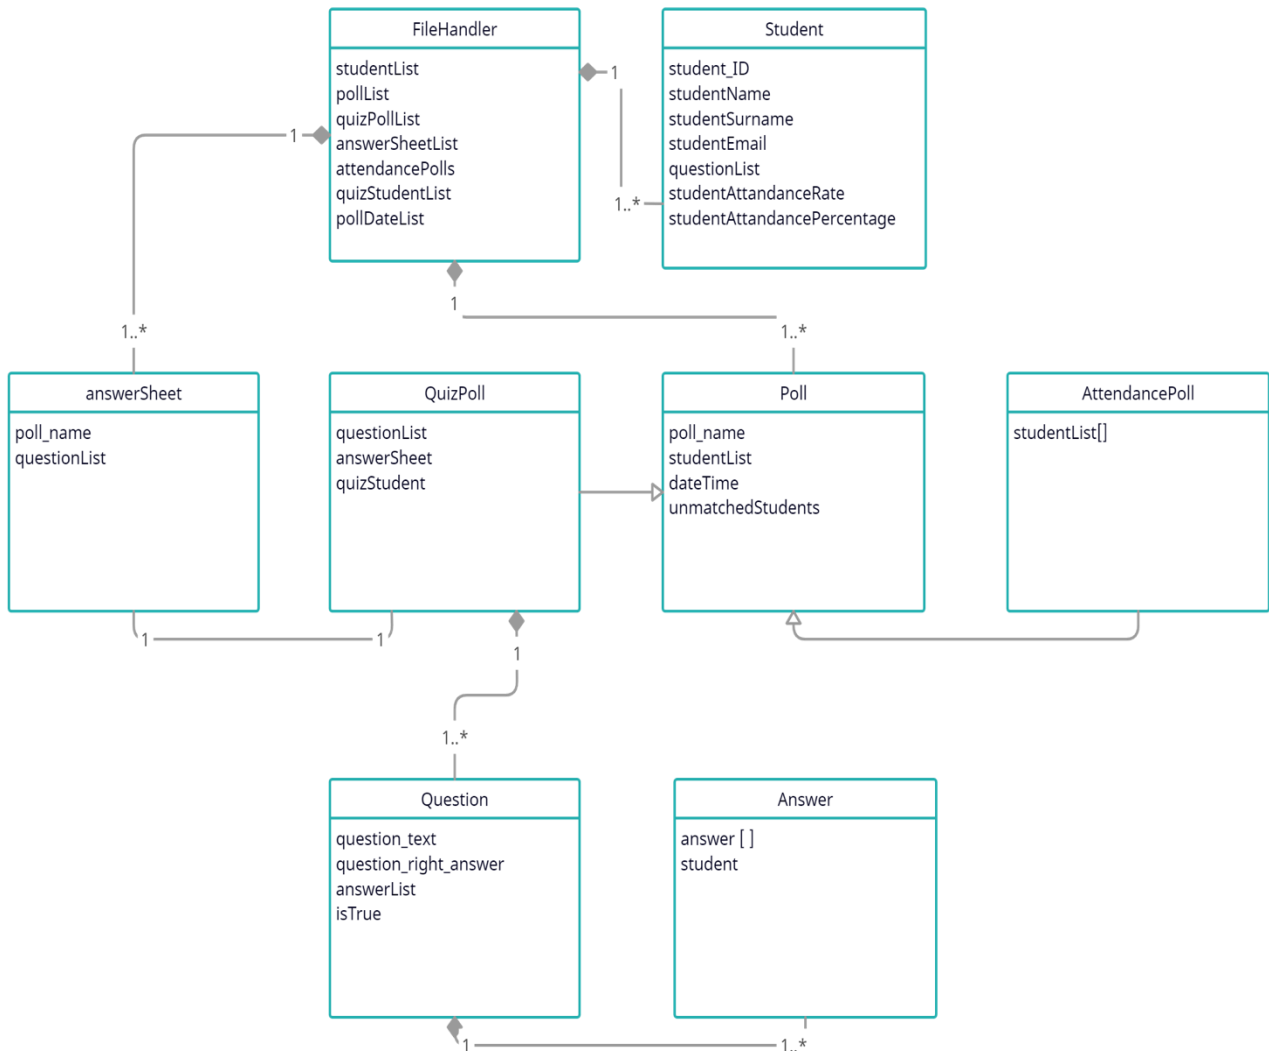 FileHandler
studentList
pollList
quizPollList
answerSheetList
attendancePolls
quizStudentList
pollDateList
Student
student_ID
studentName
studentSurname
studentEmail
questionList
studentAttandanceRate
studentAttandancePercentage
1
1
1..*
1
1..*
1..*
answerSheet
poll_name
questionList
QuizPoll
questionList
answerSheet
quizStudent
Poll
poll_name
studentList
dateTime
unmatchedStudents
AttendancePoll
studentList[]
1
1
1
1..*
Question
question_text
question_right_answer
answerList
isTrue
Answer
answer [ ]
student
1
1..*